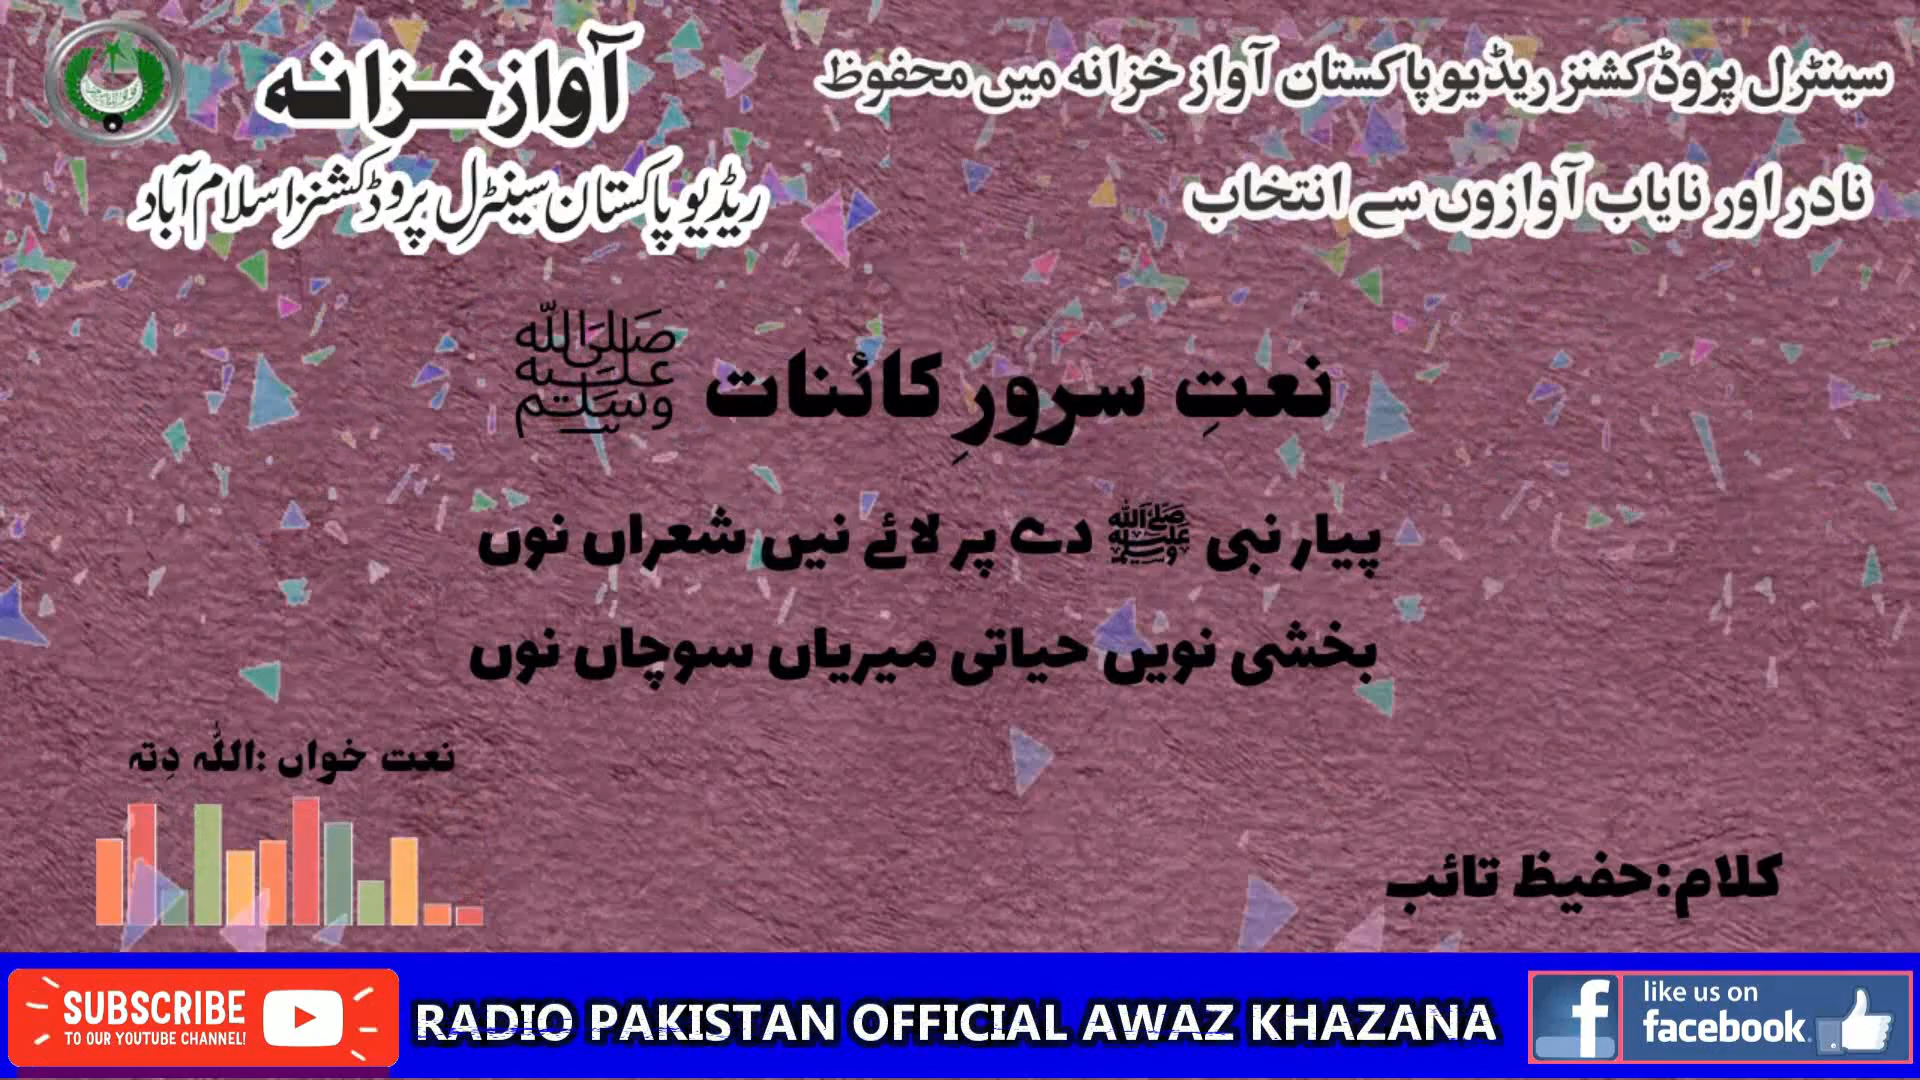 سینٹرل پروڈکشنز ریڈیو پاکستان آواز خزانہ میں محفوظ
نادر اور نایاب آوازوں سے انتخاب
آواز خزانہ
ریڈیو پاکستان سینٹرل پروڈکشنز اسلام آباد
نعتِ سرورِ کائنات ﷺ
پیار نبی ﷺ دے پر لائے نیں شعراں نوں
بخشی نویں حیاتی میریاں سوچاں نوں
نعت خواں :اللہ دِتہ
کلام:حفیظ تائب
SUBSCRIBE
TO OUR YOUTUBE CHANNEL!
RADIO PAKISTAN OFFICIAL AWAZ KHAZANA
like us on
facebook.